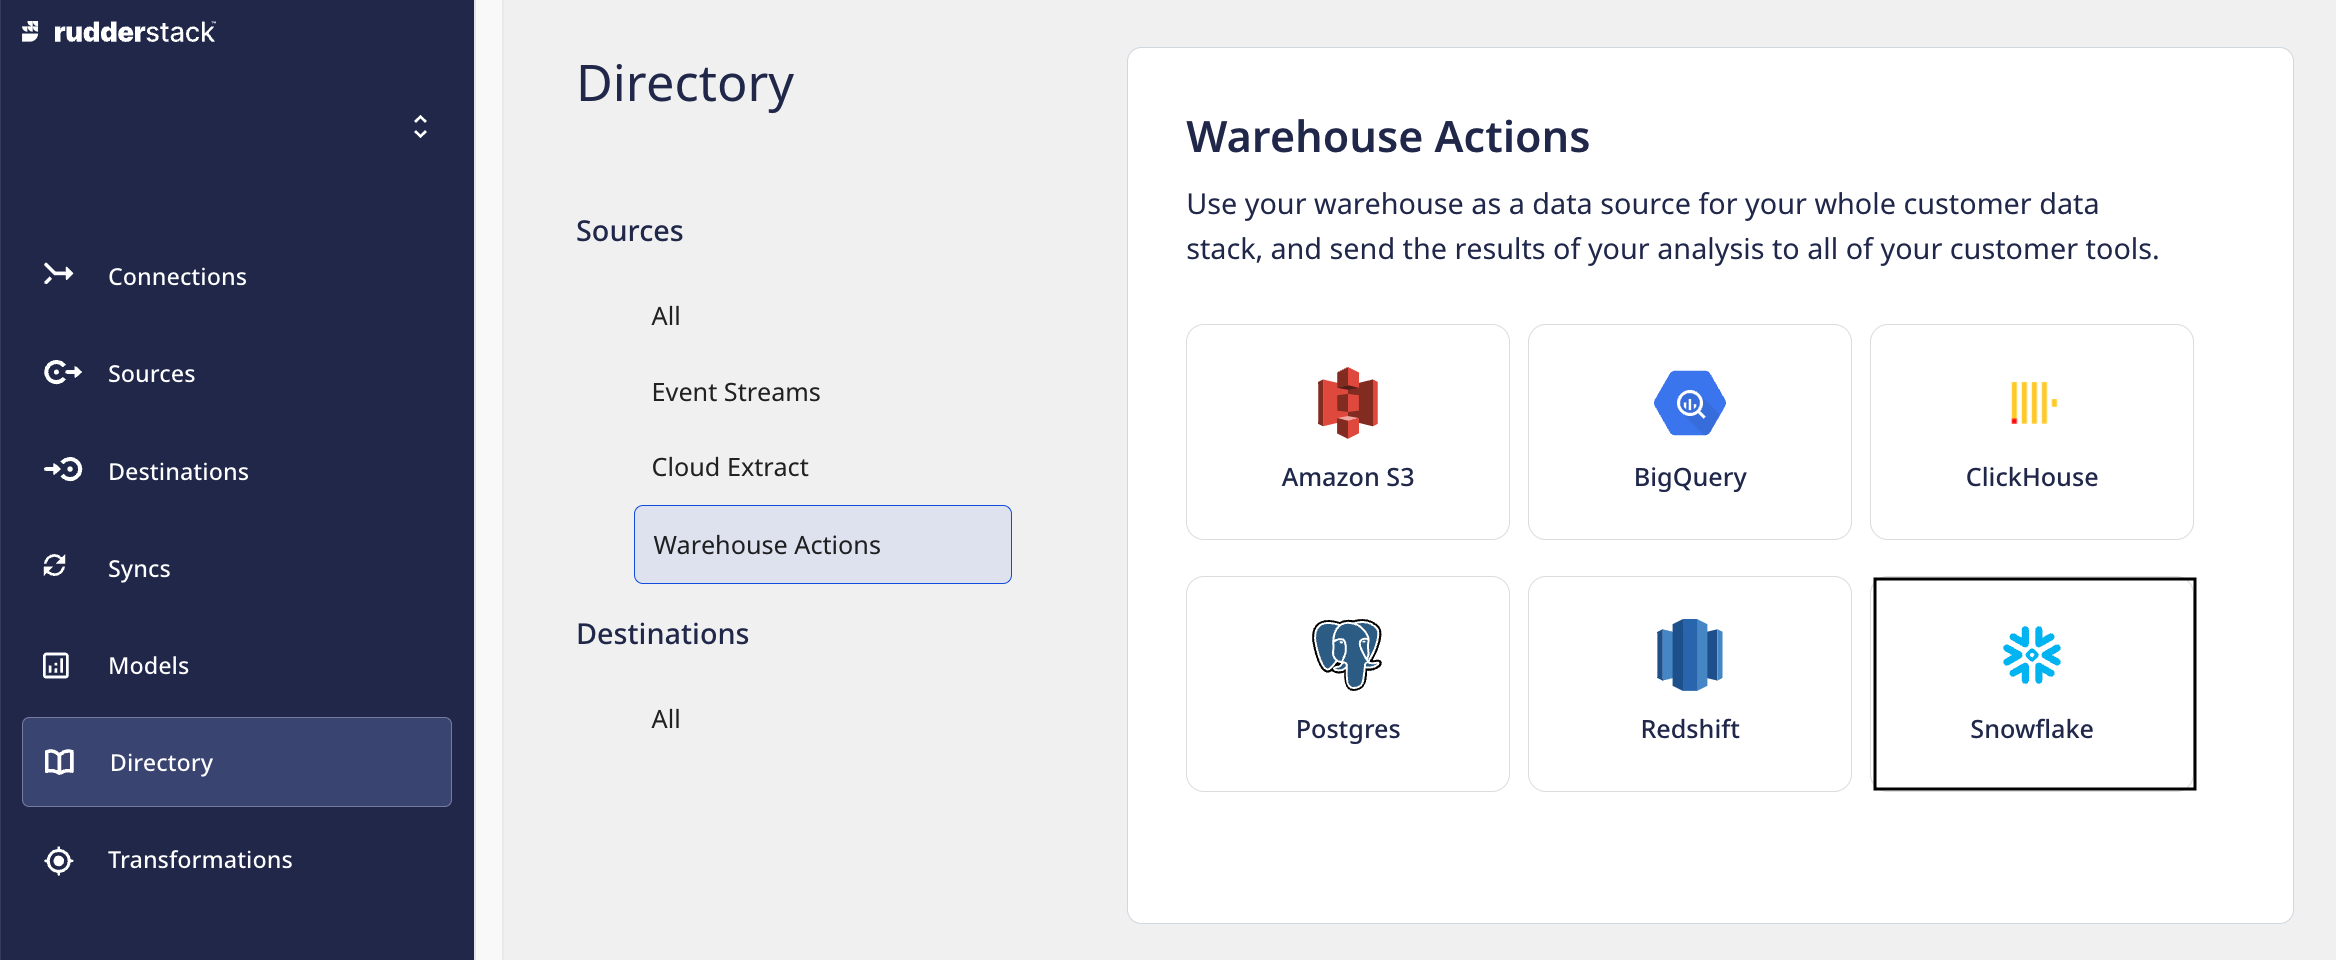 rudderstack
Connections
Sources
Destinations
Syncs
Models
Directory
Transformations
Directory
Sources
All
Event Streams
Cloud Extract
Warehouse Actions
Destinations
All
Warehouse Actions
Use your warehouse as a data source for your whole customer data
stack, and send the results of your analysis to all of your customer tools.
Amazon S3
BigQuery
ClickHouse
Postgres
Redshift
Snowflake